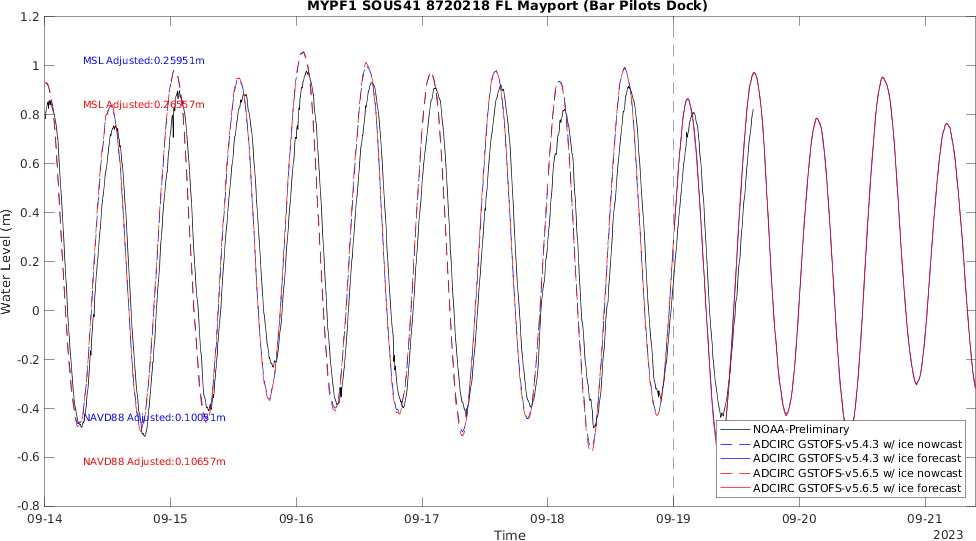 MYPF1 SOUS41 8720218 FL Mayport (Bar Pilots Dock)
1.2
1
0.8
0.6
0.4
0.2
0
-0.2
-0.4
-0.6
-0.8
Water Level (m)
MSL Adjusted:0.25951m
MSL Adjusted:0.26557m
NAVD88 Adjusted:0.10081m
NAVD88 Adjusted:0.10657m
NOAA-Preliminary
ADCIRC GSTOFS-v5.4.3 w/ ice nowcast
ADCIRC GSTOFS-v5.4.3 w/ ice forecast
ADCIRC GSTOFS-v5.6.5 w/ ice nowcast
ADCIRC GSTOFS-v5.6.5 w/ ice forecast
09-14 09-15 09-16 09-17 09-18 09-19 09-20 09-21
Time
2023